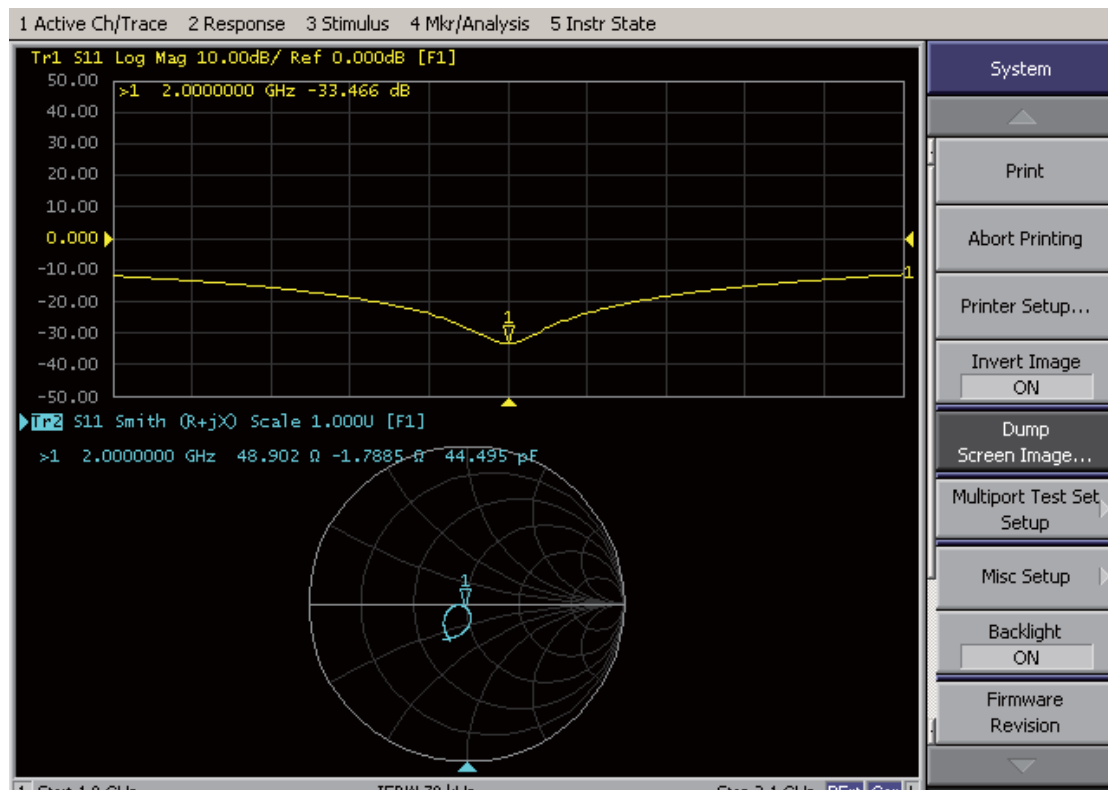 1 Active Ch/Trace 2 Response 3 Stimulus 4 Mkr/Analysis 5 Instr State
Tr1 S11 Log Mag 10.00dB/ Ref 0.000dB [F1]
50.00
>1 2.0000000 GHz -33.466 dB
40.00
30.00
20.00
10.00
0.000
-10.00
1
-20.00
1
-30.00
-40.00
-50.00
Tr2 S11 Smith (R+jX) Scale 1.000U [F1]
>1 2.0000000 GHz 48.902 Ω -1.7885 Ω 44.495 pF
1
System
Print
Abort Printing
Printer Setup...
Invert Image
ON
Dump
Screen Image...
Multiport Test Set
Setup
Misc Setup
Backlight
ON
Firmware
Revision